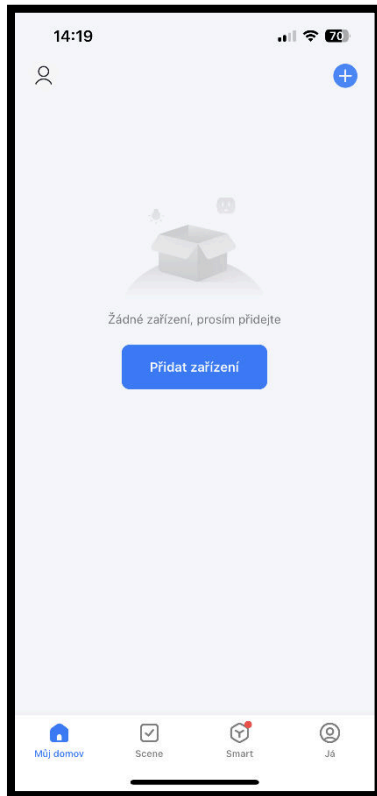 14:19
70
Žádné zařízení, prosím přidejte
Přidat zařízení
Můj domov
Scene
Smart
Já